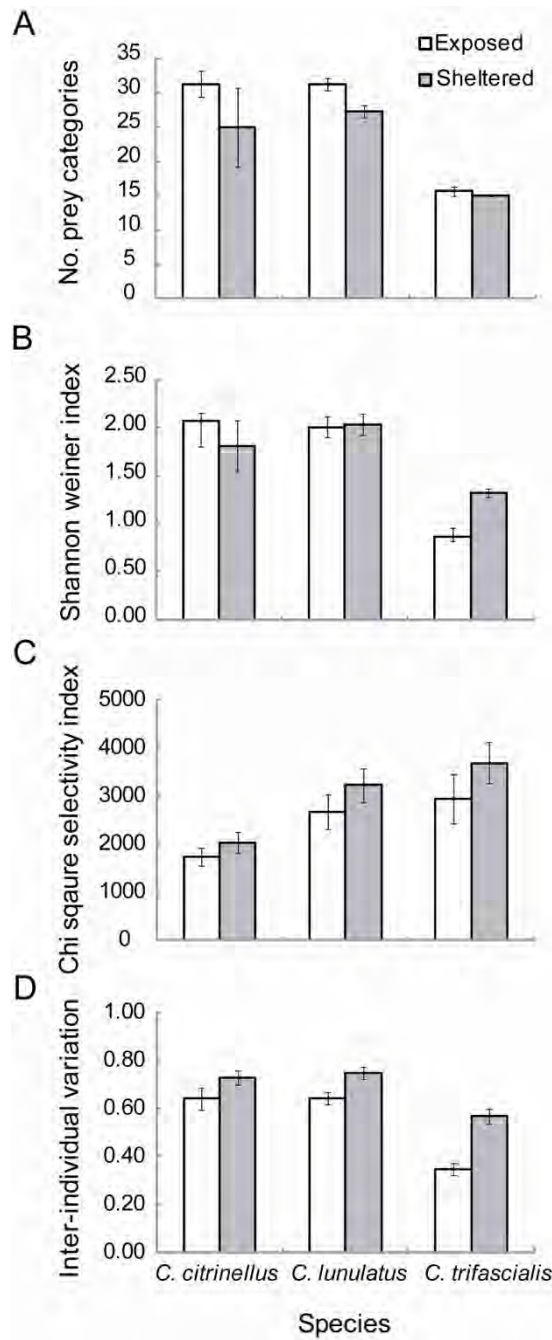 A
Exposed
Sheltered
No. prey categories
35
30
25
20
15
10
5
0
B
Shannon weiner index
2.50
2.00
1.50
1.00
0.50
0.00
C
Chi sqaure selectivity index
5000
4000
3000
2000
1000
0
D
Inter-individual variation
1.00
0.80
0.60
0.40
0.20
0.00
C. citrinellus C. lunulatus C. trifascialis
Species